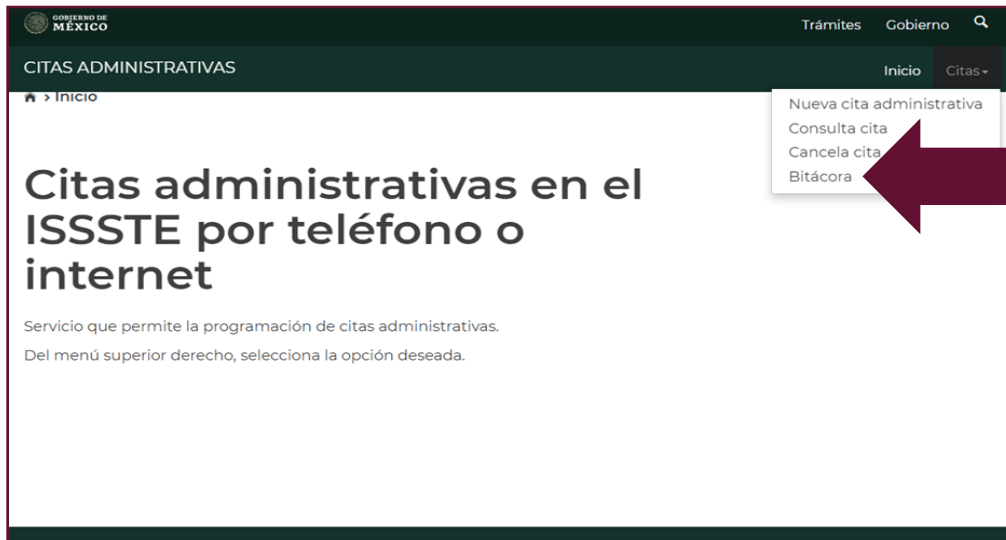 GOBIERNO DE
MÉXICO
Trámites Gobierno
CITAS ADMINISTRATIVAS
Inicio Citas
> Inicio
Nueva cita administrativa
Consulta cita
Cancela cita
Bitácora
Citas administrativas en el
ISSSTE por teléfono o
internet
Servicio que permite la programación de citas administrativas.
Del menú superior derecho, selecciona la opción deseada.